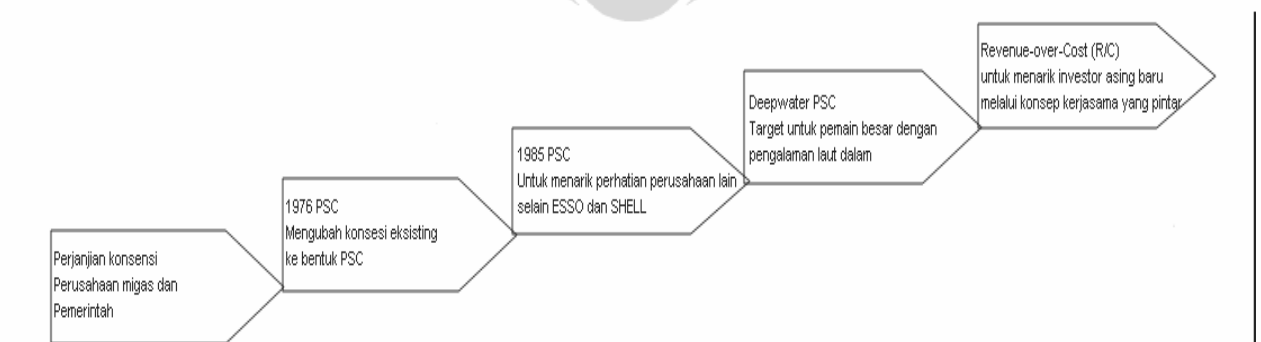 Perjanjian konsensi
Perusahaan migas dan
Pemerintah
1976 PSC
Mengubah konsesi eksisting
ke bentuk PSC
1985 PSC
Untuk menarik perhatian perusahaan lain
selain ESSO dan SHELL
Deepwater PSC
Target untuk pemain besar dengan
pengalaman laut dalam
Revenue-over-Cost (R/C)
untuk menarik investor asing baru
melalui konsep kerjasama yang pintar